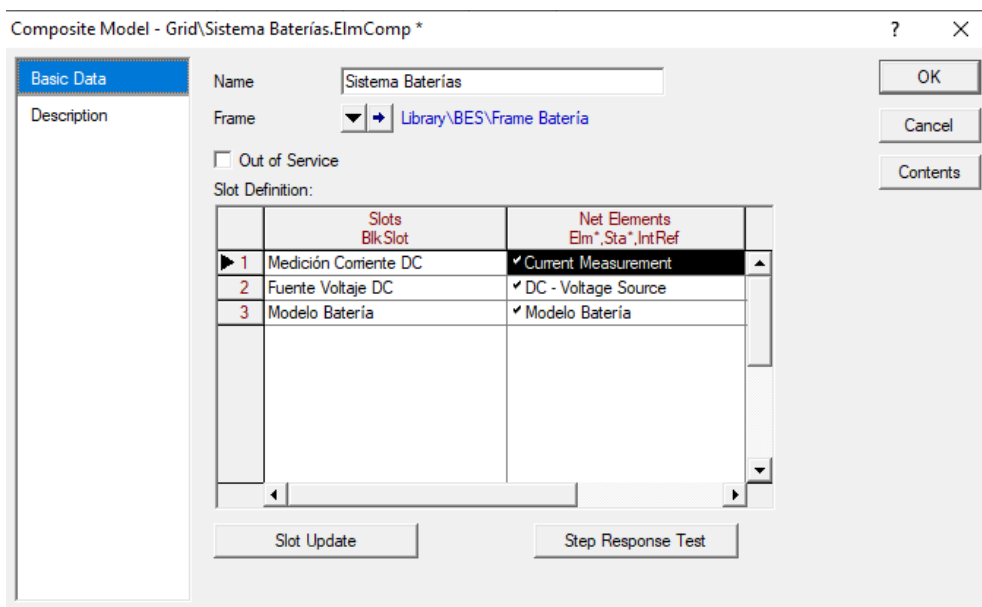 Composite Model - Grid\Sistema Baterías.ElmComp * ? ×
Basic Data
Description
Name Sistema Baterías
Frame Library\BES\Frame Batería
Out of Service
Slot Definition:
Slots Net Elements
BlkSlot Elm*,Sta*,IntRef
1 Medición Corriente DC Current Measurement
2 Fuente Voltaje DC DC - Voltage Source
3 Modelo Batería Modelo Batería
Slot Update Step Response Test
OK
Cancel
Contents